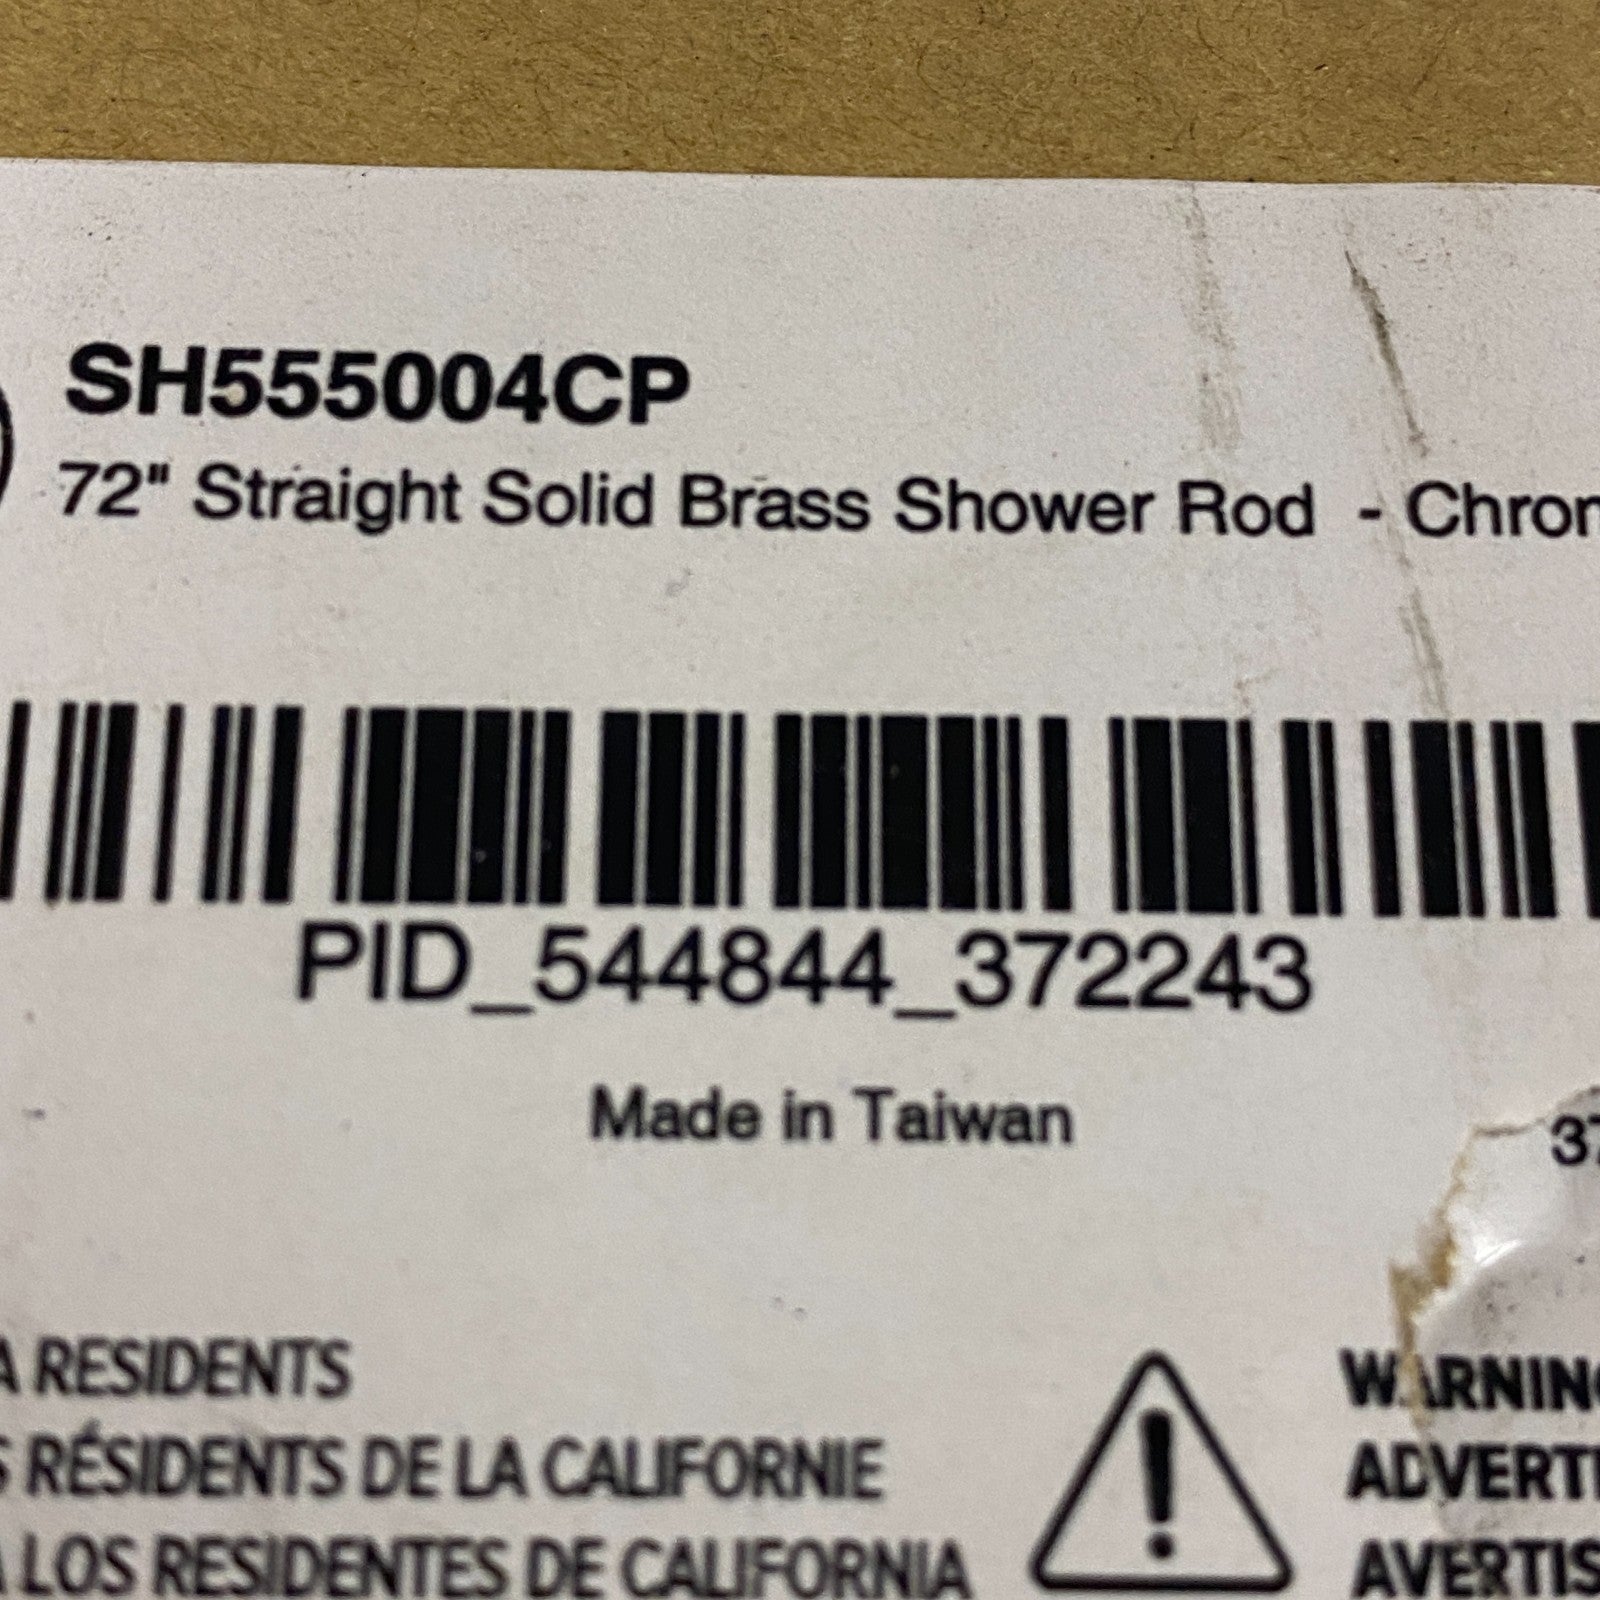 SH555004CP
72" Straight Solid Brass Shower Rod - Chrom
PID_544844_372243
Made in Taiwan
37
A RESIDENTS
RÉSIDENTS DE LA CALIFORNIE
A LOS RESIDENTES DE CALIFORNIA
WARNING
ADVERTI
AVERTIS